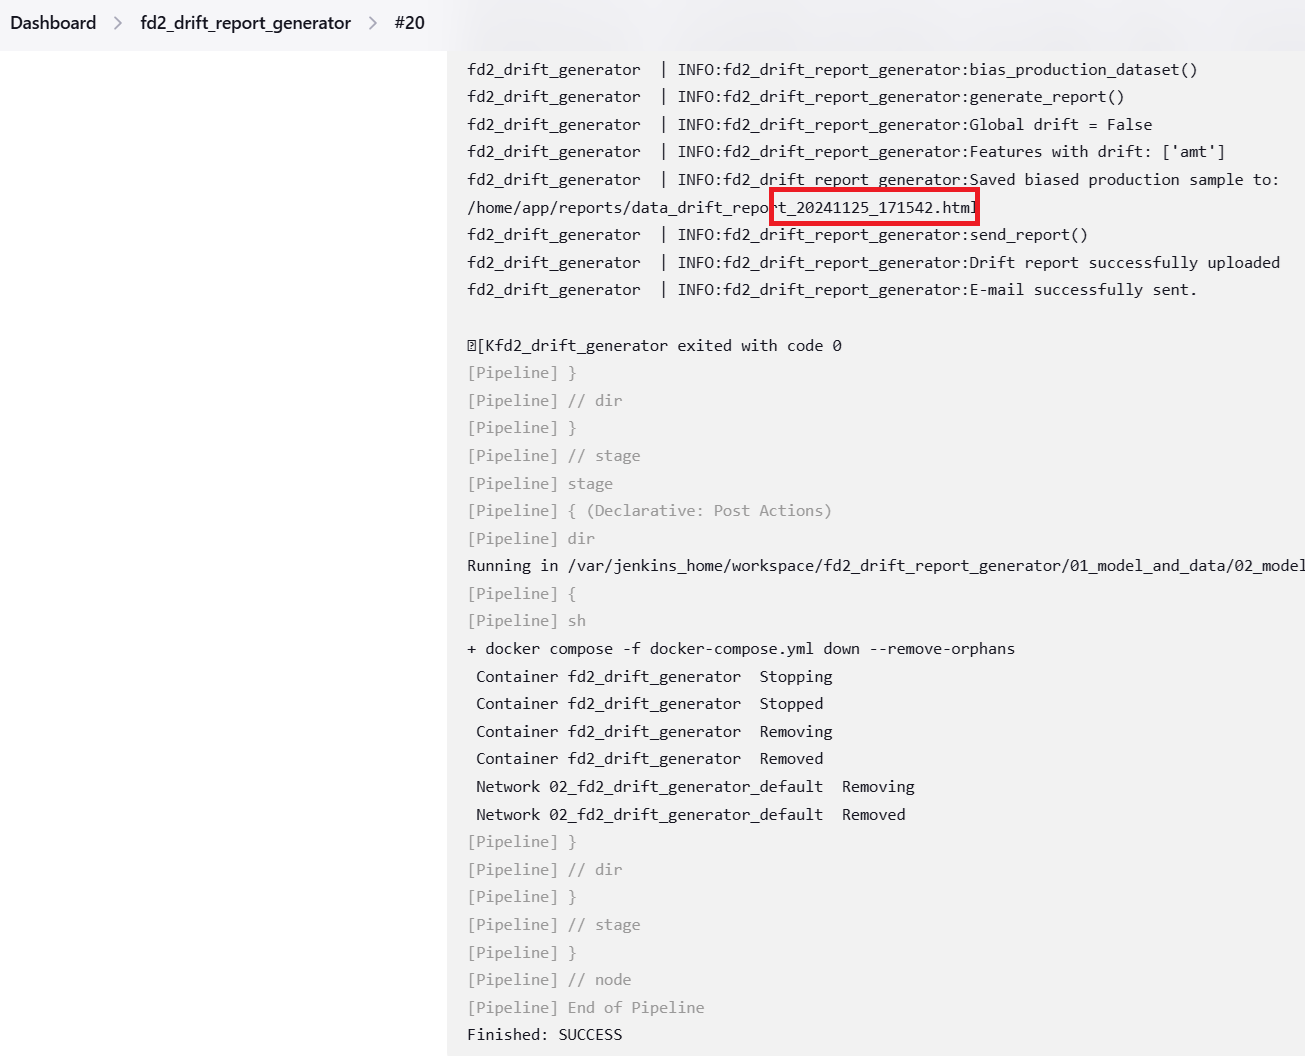 Dashboard > fd2_drift_report_generator > #20
fd2_drift_generator  | INFO:fd2_drift_report_generator:bias_production_dataset()
fd2_drift_generator  | INFO:fd2_drift_report_generator:generate_report()
fd2_drift_generator  | INFO:fd2_drift_report_generator:Global drift = False
fd2_drift_generator  | INFO:fd2_drift_report_generator:Features with drift: ['amt']
fd2_drift_generator  | INFO:fd2_drift_report_generator:Saved biased production sample to:
/home/app/reports/data_drift_report_20241125_171542.html
fd2_drift_generator  | INFO:fd2_drift_report_generator:send_report()
fd2_drift_generator  | INFO:fd2_drift_report_generator:Drift report successfully uploaded
fd2_drift_generator  | INFO:fd2_drift_report_generator:E-mail successfully sent.
[Kfd2_drift_generator exited with code 0
[Pipeline] }
[Pipeline] // dir
[Pipeline] }
[Pipeline] // stage
[Pipeline] stage
[Pipeline] { (Declarative: Post Actions)
[Pipeline] dir
Running in /var/jenkins_home/workspace/fd2_drift_report_generator/01_model_and_data/02_model
[Pipeline] {
[Pipeline] sh
+ docker compose -f docker-compose.yml down --remove-orphans
Container fd2_drift_generator  Stopping
Container fd2_drift_generator  Stopped
Container fd2_drift_generator  Removing
Container fd2_drift_generator  Removed
Network 02_fd2_drift_generator_default  Removing
Network 02_fd2_drift_generator_default  Removed
[Pipeline] }
[Pipeline] // dir
[Pipeline] }
[Pipeline] // stage
[Pipeline] }
[Pipeline] // node
[Pipeline] End of Pipeline
Finished: SUCCESS